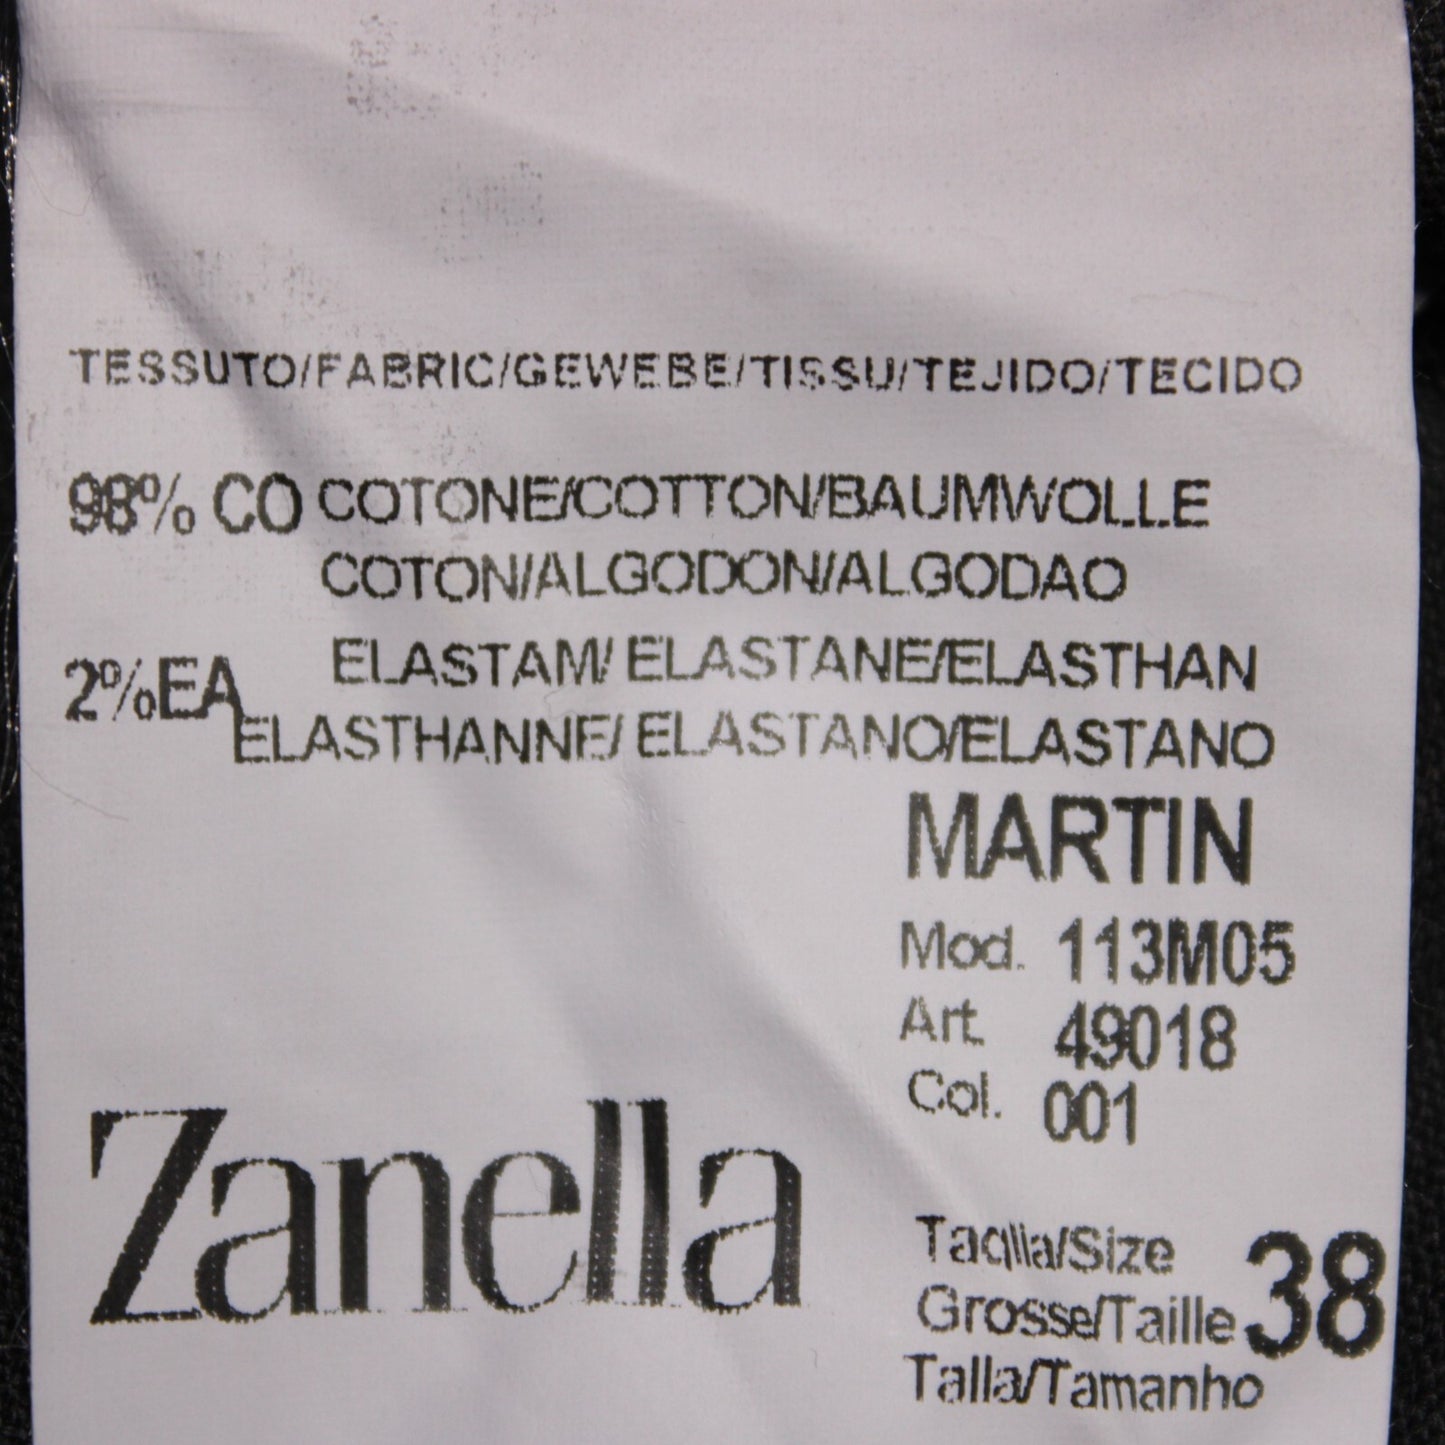 TESSUTO/FABRIC/GEWEBE/TISSU/TEJIDO/TECIDO
98% CO COTONE/COTTON/BAUMWOLLE
COTON/ALGODON/ALGODAO
2%EA ELASTAM/ ELASTANE/ELASTHAN
ELASTHANNE/ ELASTANO/ELASTANO
MARTIN
Mod. 113M05
Art. 49018
Col. 001
Zanella
Taglia/Size
Grosse/Taille 38
Talla/Tamanho